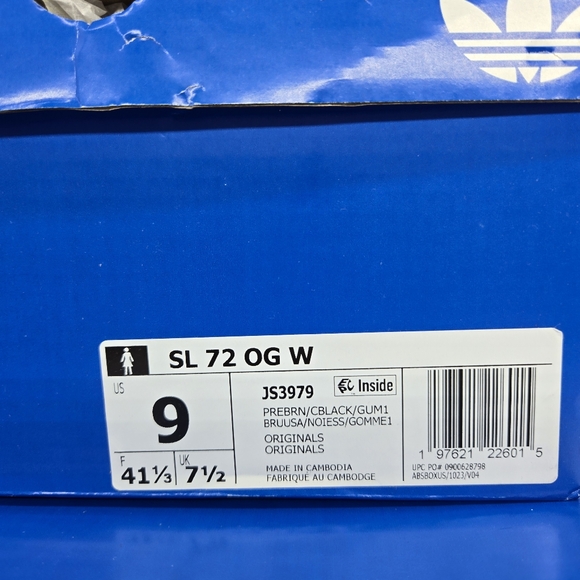 SL 72 OG W
US
9
F
41⅓
UK
7½
JS3979
Inside
PREBRN/CBLACK/GUM1
BRUUSA/NOIESS/GOMME1
ORIGINALS
ORIGINALS
MADE IN CAMBODIA
FABRIQUÉ AU CAMBODGE
1 97621 22601 5
UPC PO# 0900628798
ABSBOXUS/1023/V04